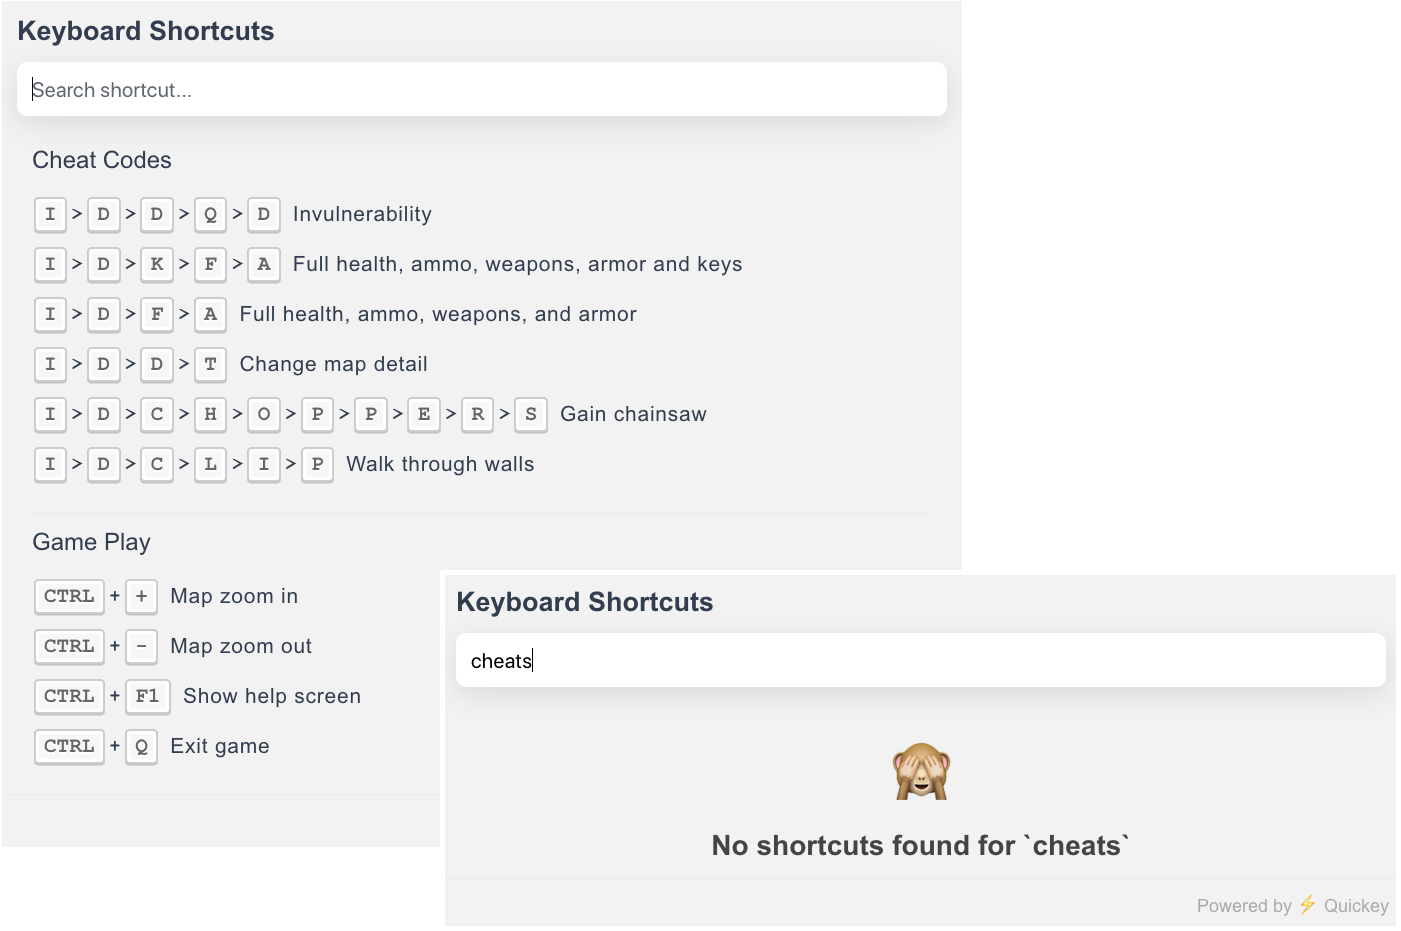 Keyboard Shortcuts
Search shortcut...
Cheat Codes
I > D > D > Q > D Invulnerability
I > D > K > F > A Full health, ammo, weapons, armor and keys
I > D > F > A Full health, ammo, weapons, and armor
I > D > D > T Change map detail
I > D > C > H > O > P > P > E > R > S Gain chainsaw
I > D > C > L > I > P Walk through walls
Game Play
CTRL + + Map zoom in
CTRL + - Map zoom out
CTRL + F1 Show help screen
CTRL + Q Exit game
Keyboard Shortcuts
cheats
No shortcuts found for `cheats`
Powered by ⚡ Quickey